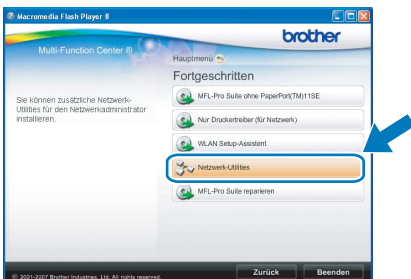 Macromedia Flash Player 8
brother
Multi-Function Center ®
Hauptmenü
Fortgeschritten
Sie können zusätzliche Netzwerk-
Utilities für den Netzwerkadministrator
installieren.
MFL-Pro Suite ohne PaperPort(TM)11SE
Nur Druckertreiber (für Netzwerk)
WLAN Setup-Assistent
Netzwerk-Utilities
MFL-Pro Suite reparieren
© 2001-2007 Brother Industries, Ltd. All rights reserved.
Zurück
Beenden